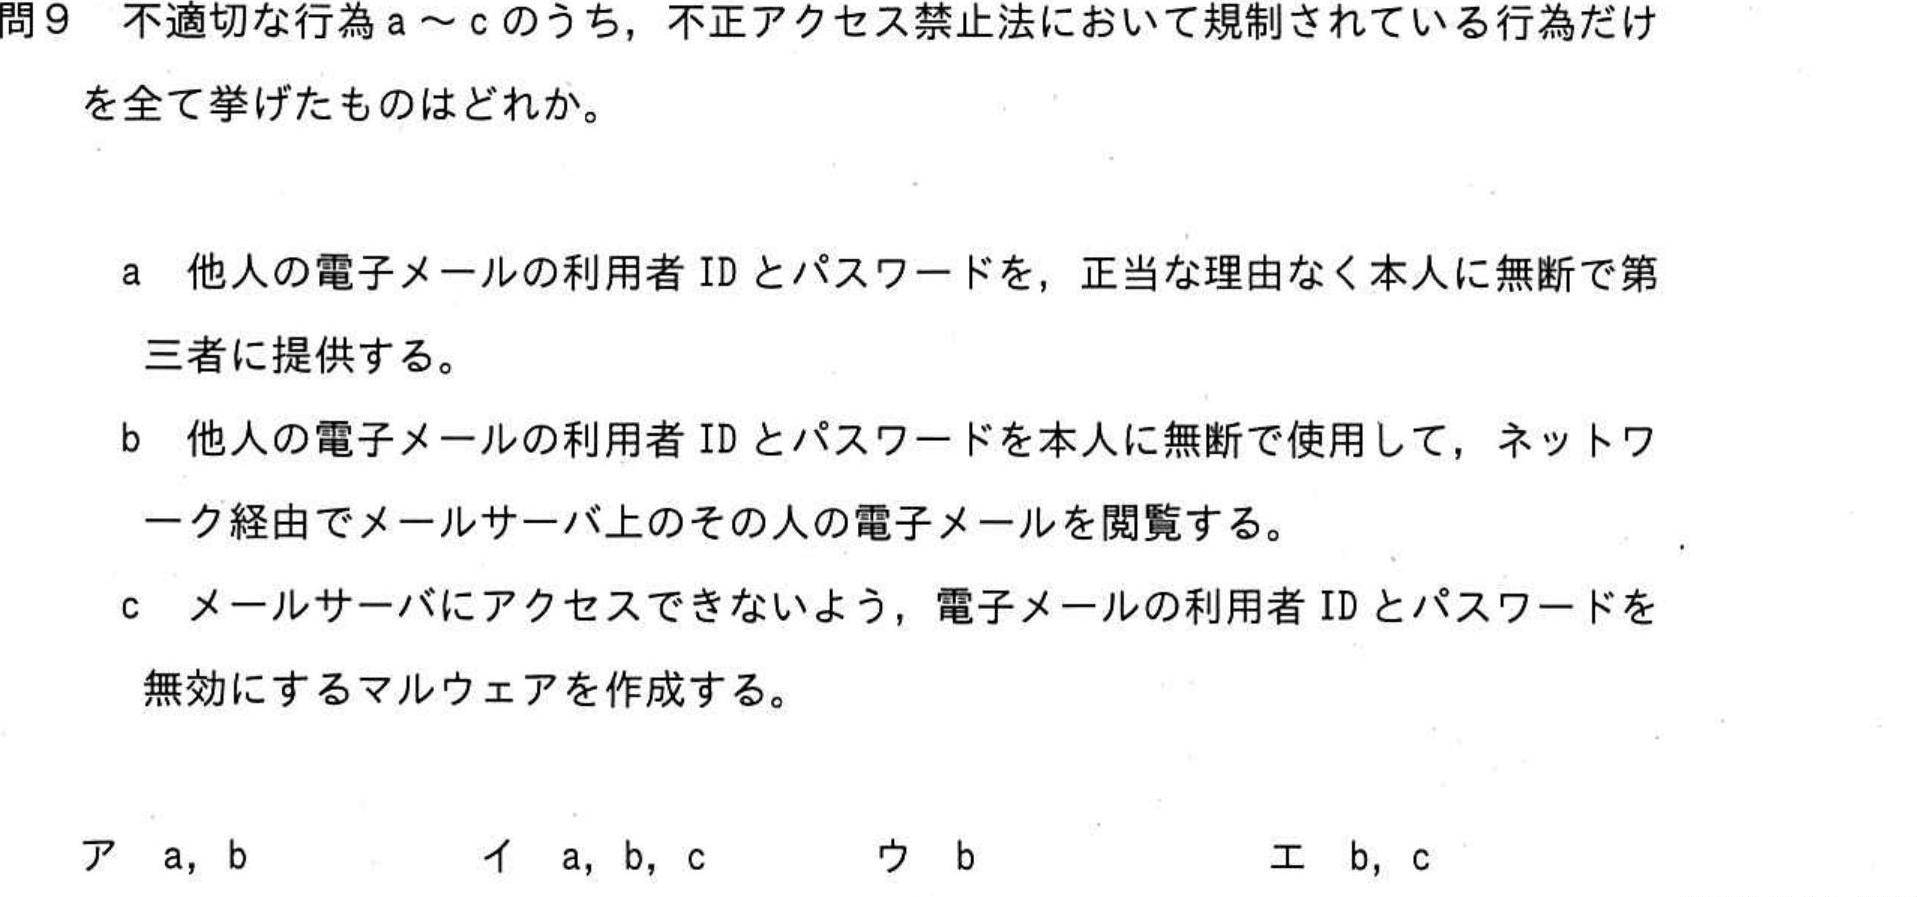 問９　不適切な行為 a ～ c のうち，不正アクセス禁止法において規制されている行為だけ
を全て挙げたものはどれか。
a　他人の電子メールの利用者 ID とパスワードを，正当な理由なく本人に無断で第
三者に提供する。
b　他人の電子メールの利用者 ID とパスワードを本人に無断で使用して，ネットワ
ーク経由でメールサーバ上のその人の電子メールを閲覧する。
c　メールサーバにアクセスできないよう，電子メールの利用者 ID とパスワードを
無効にするマルウェアを作成する。
ア　a, b　イ　a, b, c　ウ　b　エ　b, c